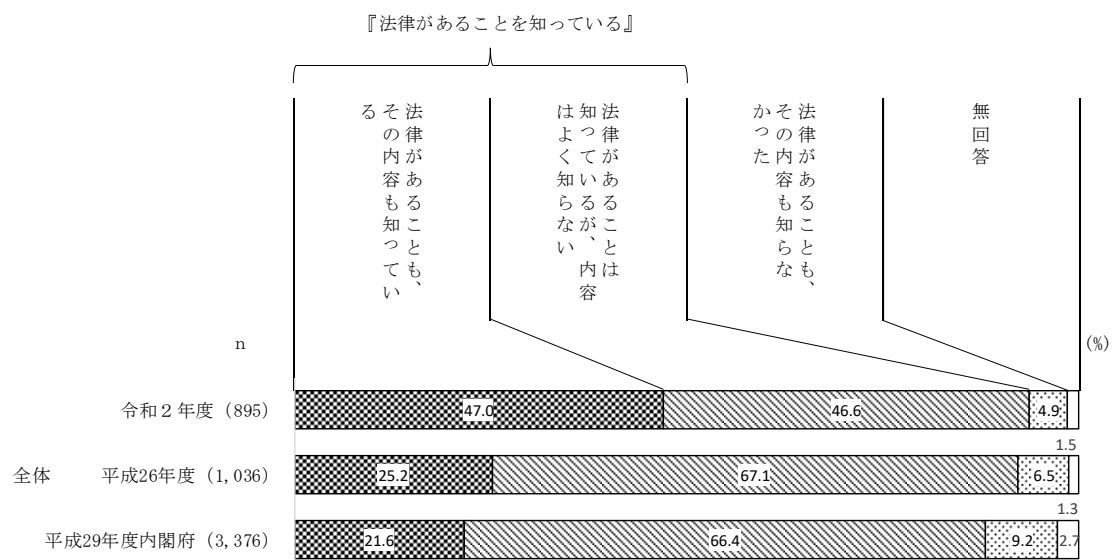 『法律があることを知っている』
法律があることも、
その内容も知ってい
る
法律があることは
知っているが、内容
はよく知らない
法律があることも、
その内容も知らな
かった
無回答
n
(%)
令和２年度 (895)
47.0
46.6
4.9
1.5
全体
平成26年度 (1,036)
25.2
67.1
6.5
1.3
平成29年度内閣府 (3,376)
21.6
66.4
9.2
2.7